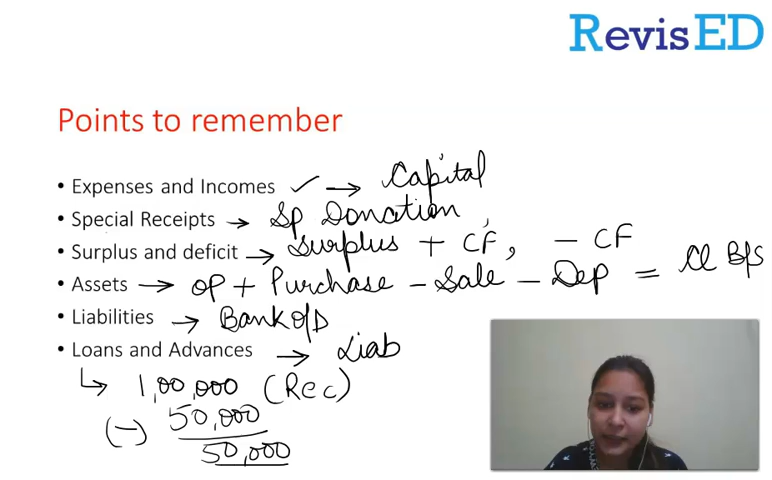 RevisED
Points to remember
• Expenses and Incomes ✓ → Capital
• Special Receipts → Sp Donation
• Surplus and deficit → Surplus + CF, - CF
• Assets → OP + Purchase - Sale - Dep = Cl B/S
• Liabilities → Bank O/D
• Loans and Advances → Liab
↳ 1,00,000 (Rec)
(-) 50,000
50,000